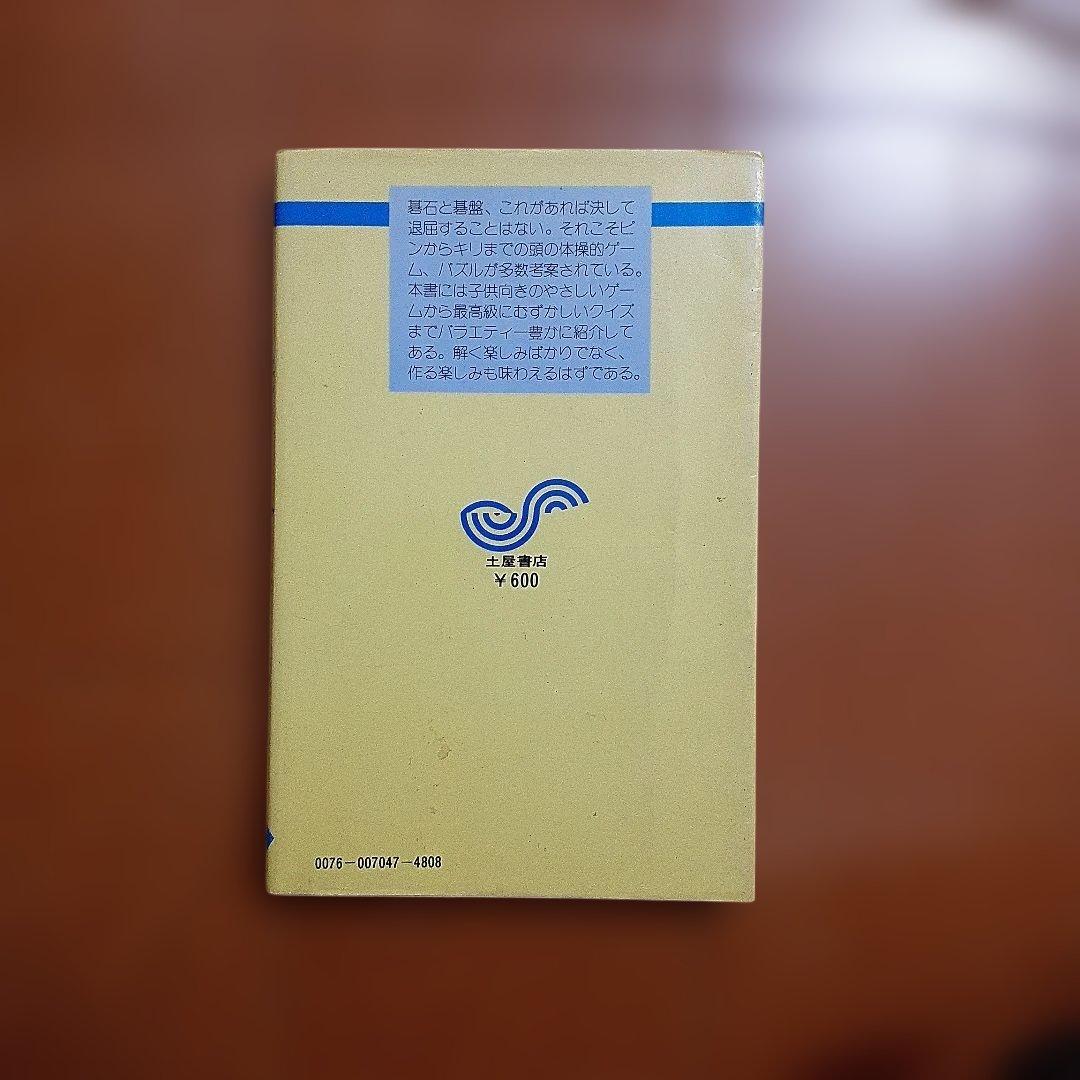 碁石と碁盤、これがあれば決して
退屈することはない。それこそピ
ンからキリまでの頭の体操的ゲー
ム、パズルが多数考案されている。
本書には子供向きのやさしいゲー
ムから最高級にむずかしいクイズ
までバラエティー豊かに紹介して
ある。解く楽しみばかりでなく、
作る楽しみも味わえるはずである。
土屋書店
¥600
0076-007047-4808